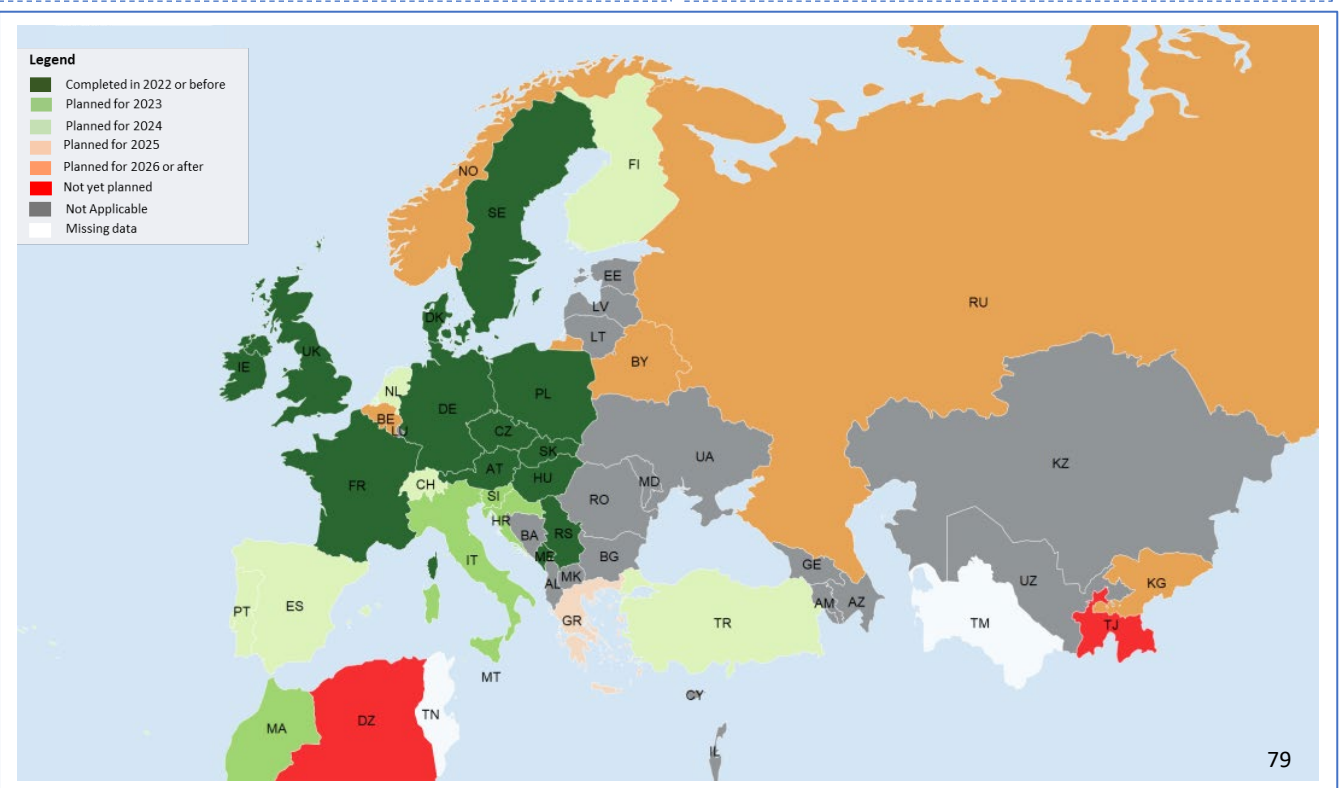 Legend
Completed in 2022 or before
Planned for 2023
Planned for 2024
Planned for 2025
Planned for 2026 or after
Not yet planned
Not Applicable
Missing data
NO
FI
SE
EE
LV
LT
RU
DK
UK
IE
BY
NL
BE
LU
DE
PL
CZ
SK
UA
KZ
FR
CH
AT
HU
MD
SI
RO
HR
BA
RS
IT
ME
BG
GE
AL
MK
UZ
KG
PT
ES
GR
TR
AM
AZ
TM
TJ
MT
CY
MA
DZ
TN
IL
79